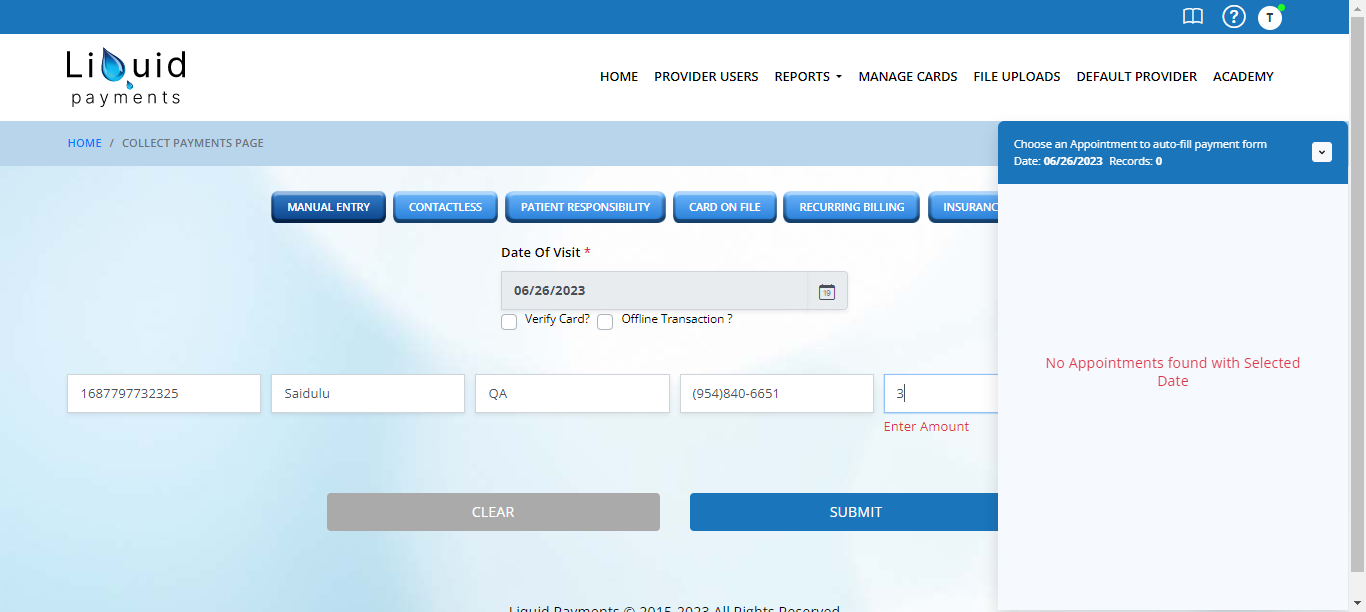 T
Liquid
payments
HOME PROVIDER USERS REPORTS MANAGE CARDS FILE UPLOADS DEFAULT PROVIDER ACADEMY
HOME / COLLECT PAYMENTS PAGE
Choose an Appointment to auto-fill payment form
Date: 06/26/2023 Records: 0
MANUAL ENTRY CONTACTLESS PATIENT RESPONSIBILITY CARD ON FILE RECURRING BILLING INSURANC
Date Of Visit *
06/26/2023
19
Verify Card? Offline Transaction ?
No Appointments found with Selected
Date
1687797732325 Saidulu QA (954)840-6651 3
Enter Amount
CLEAR SUBMIT
Liquid Payments © 2015-2023 All Rights Reserved